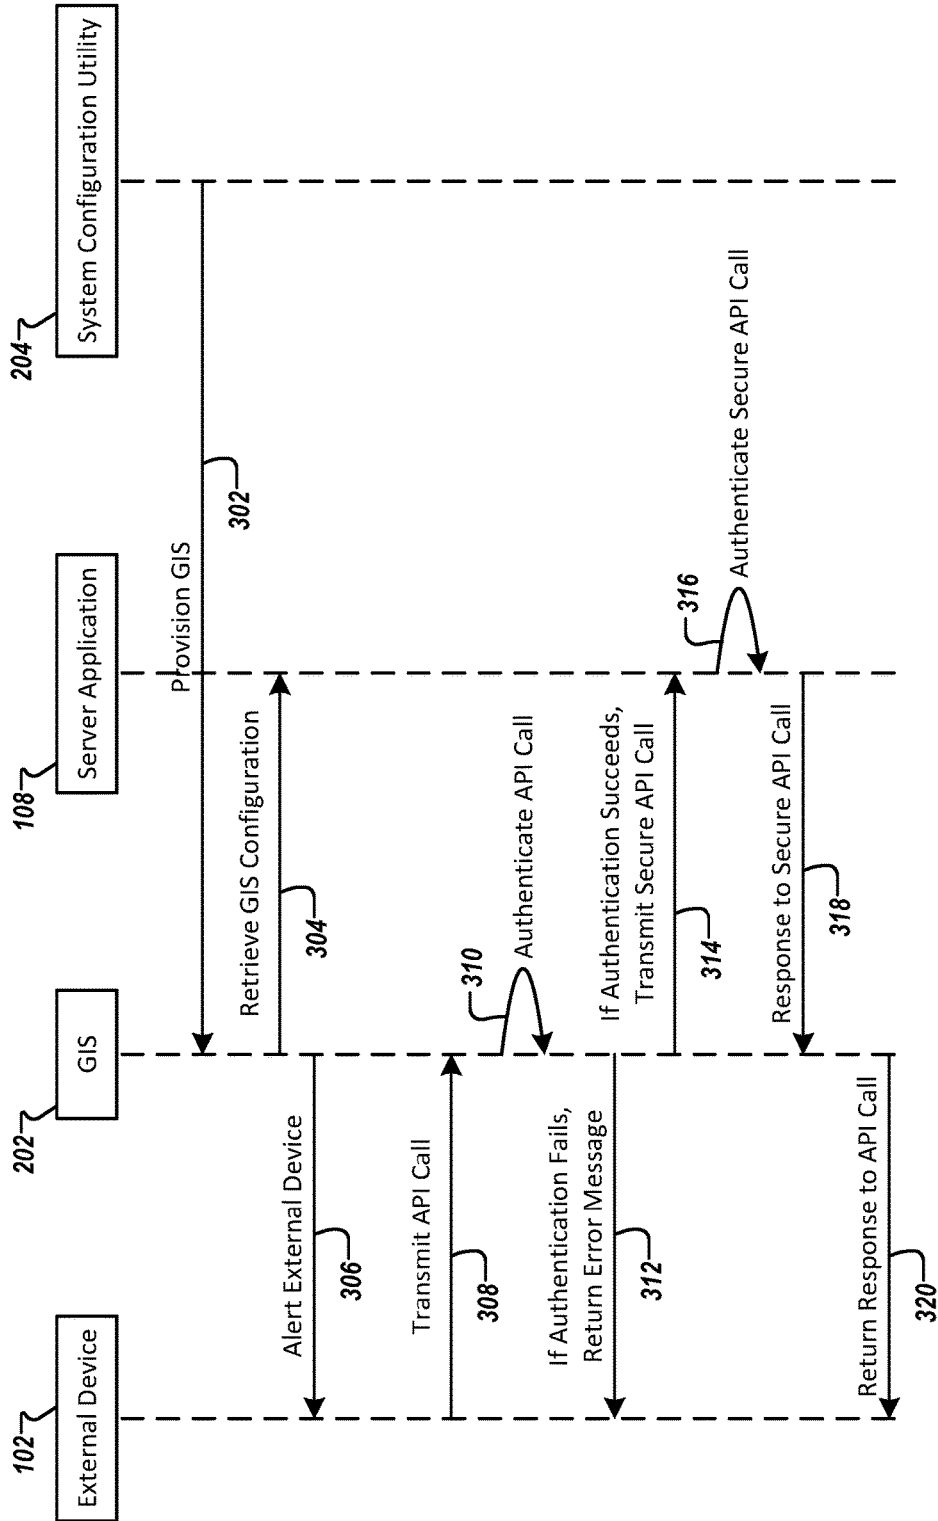 102
External Device
202
GIS
108
Server Application
204
System Configuration Utility
Provision GIS
302
Retrieve GIS Configuration
304
Alert External Device
306
Transmit API Call
308
310
Authenticate API Call
If Authentication Fails,
Return Error Message
312
If Authentication Succeeds,
Transmit Secure API Call
314
316
Authenticate Secure API Call
Response to Secure API Call
318
Return Response to API Call
320